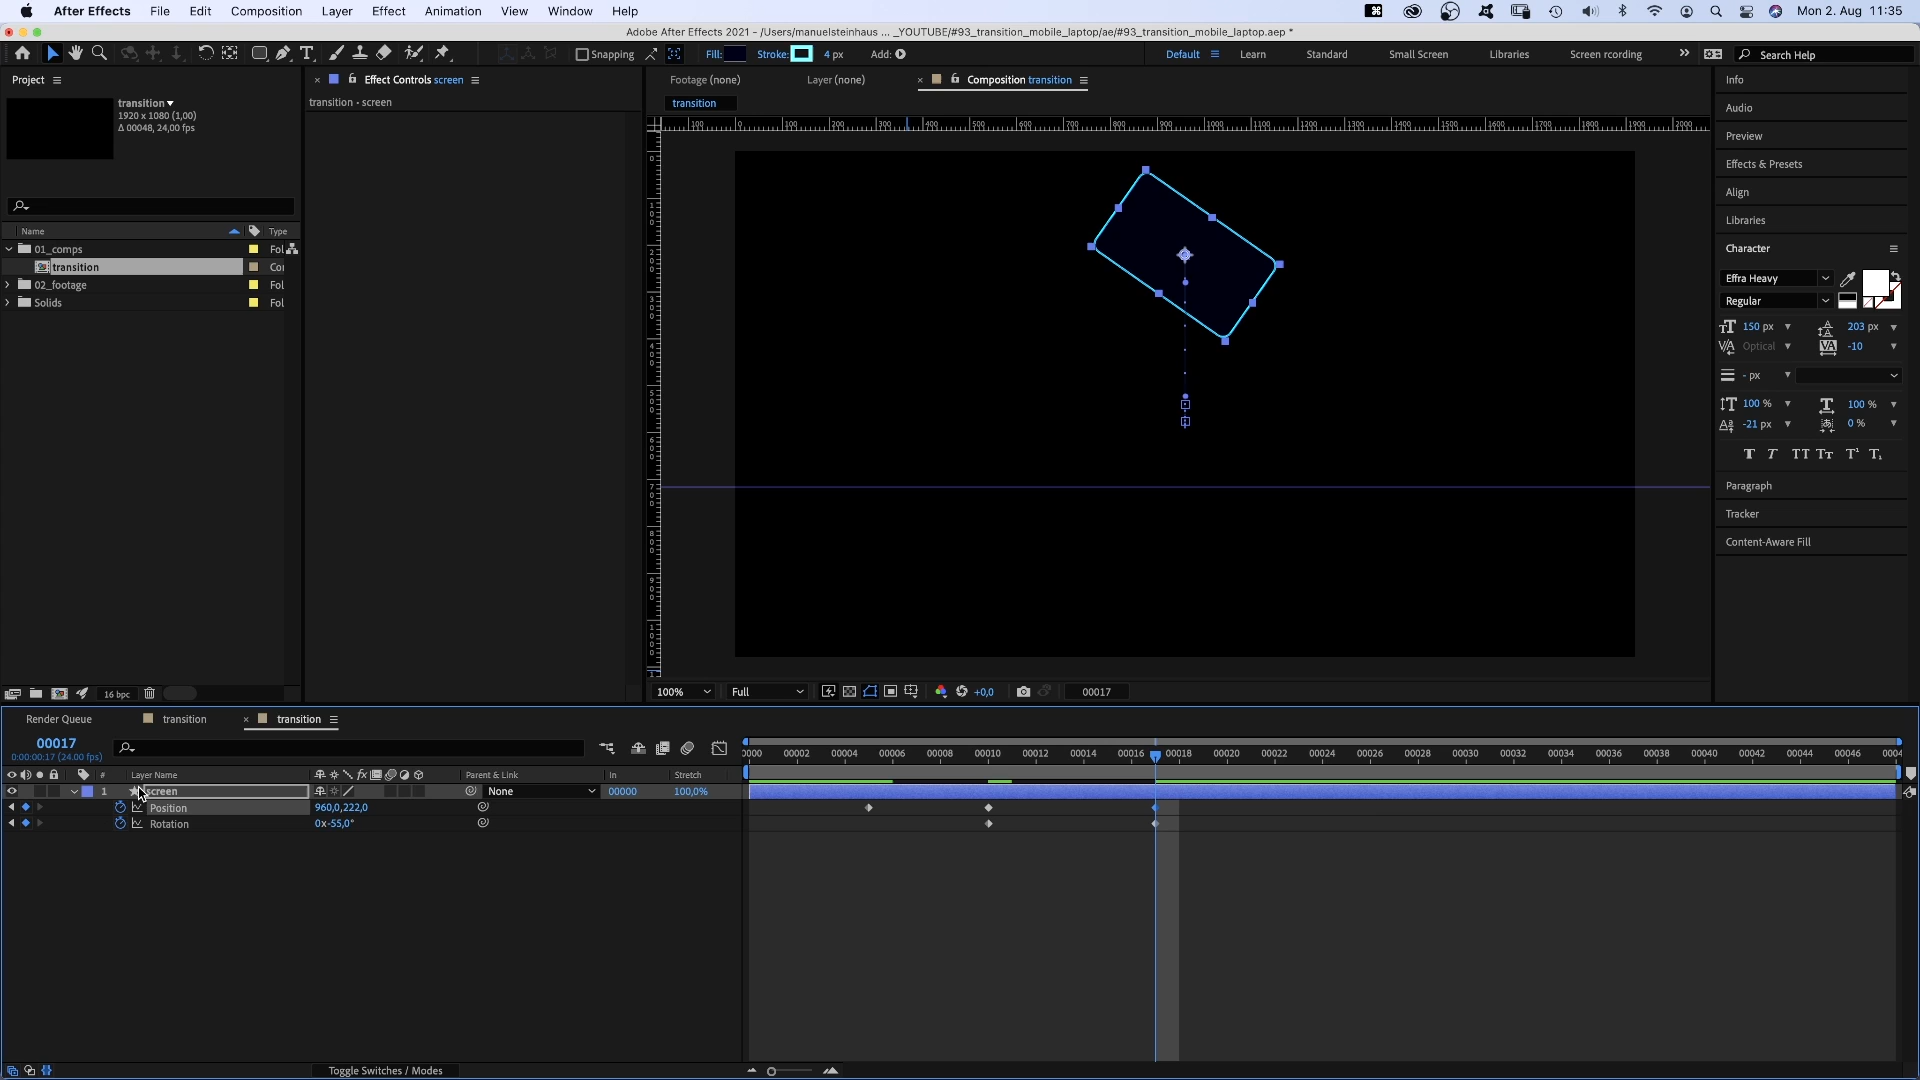 After Effects File Edit Composition Layer Effect Animation View Window Help Mon 2. Aug 11:35
Adobe After Effects 2021 - /Users/manuelsteinhaus ... _YOUTUBE/#93_transition_mobile_laptop/ae/#93_transition_mobile_laptop.aep *
Snapping Fill: Stroke: 4 px Add: Default Learn Standard Small Screen Libraries Screen rcording Search Help
Project
Effect Controls screen
Footage (none) Layer (none) Composition transition
Info
transition
1920 x 1080 (1,00)
Δ 00048, 24,00 fps
transition • screen
transition
Audio
Preview
Effects & Presets
Align
Libraries
Character
Name Type
01_comps Fol
transition Co
02_footage Fol
Solids Fol
Effra Heavy
Regular
150 px 203 px
Optical -10
- px
100 % 100 %
-21 px 0 %
Paragraph
Tracker
Content-Aware Fill
16 bpc
100% Full +0,0 00017
Render Queue transition transition
00017
0:00:00:17 (24.00 fps)
00002 00004 00006 00008 00010 00012 00014 00016 00018 00020 00022 00024 00026 00028 00030 00032 00034 00036 00038 00040 00042 00044 00046
# Layer Name Parent & Link In Stretch
1 screen None 00000 100,0%
Position 960,0,222,0
Rotation 0x-55,0°
Toggle Switches / Modes